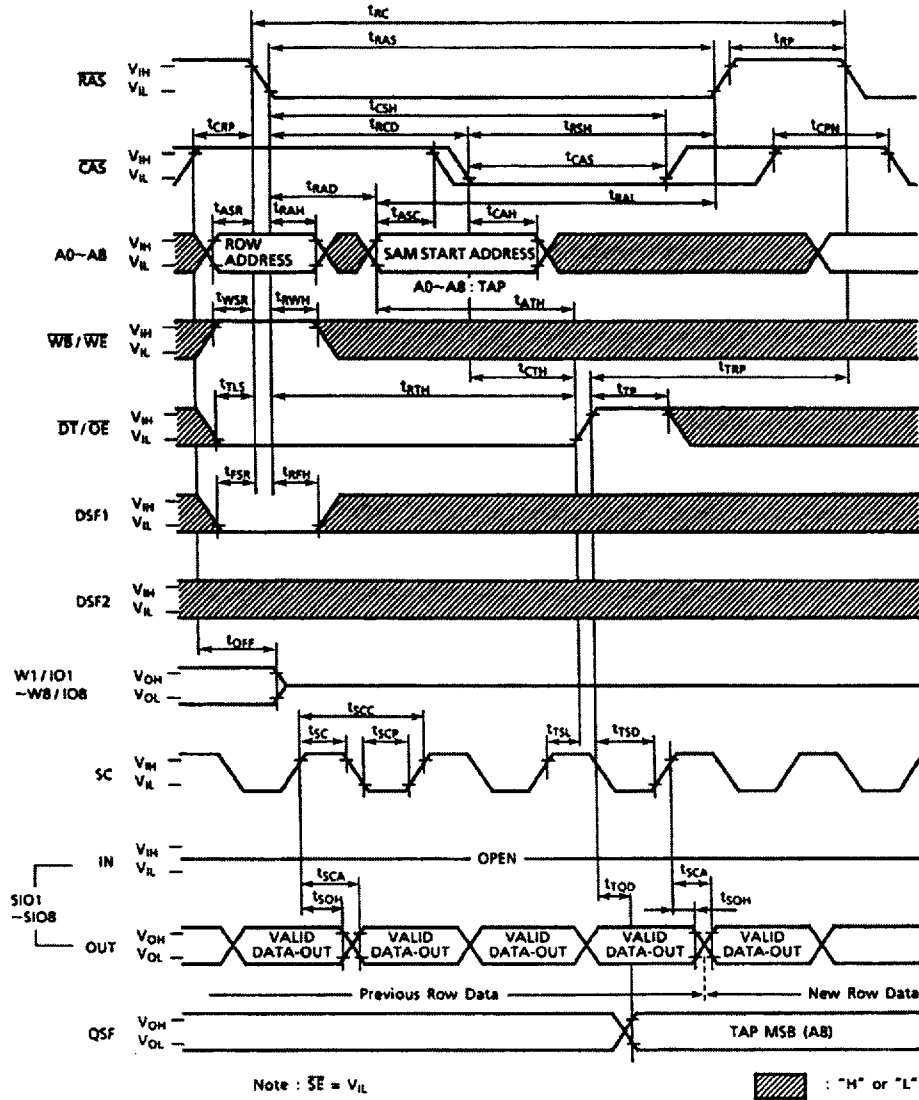 tRC
tRAS
tRP
RAS VIH
VIL
tCSH
tCRP tRCD tRSH tCPN
CAS VIH
VIL
tCAS
tRAD tRAL
tASR tRAH tASC tCAH
A0~A8 VIH
VIL
ROW ADDRESS
SAM START ADDRESS
A0~A8 : TAP
tWSR tRWH tATH
WB/WE VIH
VIL
tCTH tTRP
tTLS tRTH tTP
DT/OE VIH
VIL
tFSR tRFH
DSF1 VIH
VIL
DSF2 VIH
VIL
tOFF
W1/IO1
~W8/IO8
VOH
VOL
tSCC
tSC tSCP tTSL tTSD
SC VIH
VIL
IN VIH
VIL
OPEN
SIO1
~SIO8
tSCA tTQD tSCA
tSOH tSOH
OUT VOH
VOL
VALID DATA-OUT
VALID DATA-OUT
VALID DATA-OUT
VALID DATA-OUT
VALID DATA-OUT
Previous Row Data New Row Data
QSF VOH
VOL
TAP MSB (A8)
Note : SE = VIL
: "H" or "L"